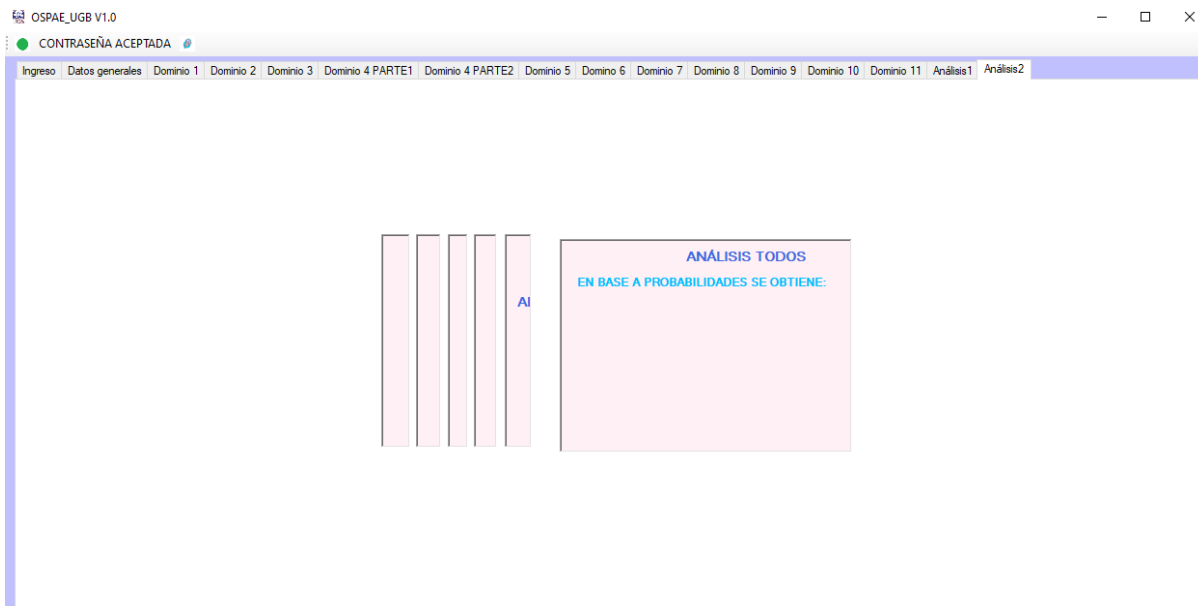 OSPAE_UGB V1.0
CONTRASEÑA ACEPTADA
Ingreso Datos generales Dominio 1 Dominio 2 Dominio 3 Dominio 4 PARTE1 Dominio 4 PARTE2 Dominio 5 Domino 6 Dominio 7 Dominio 8 Dominio 9 Dominio 10 Dominio 11 Análisis1 Análisis2
ANÁLISIS TODOS
EN BASE A PROBABILIDADES SE OBTIENE: